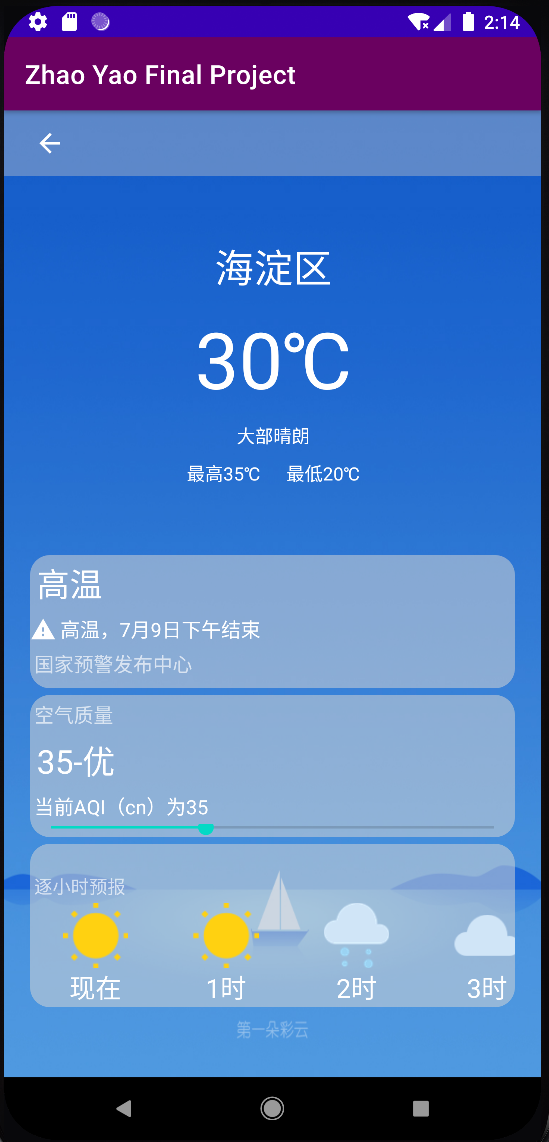 2:14
Zhao Yao Final Project
海淀区
30℃
大部晴朗
最高35℃ 最低20℃
高温
高温，7月9日下午结束
国家预警发布中心
空气质量
35-优
当前AQI（cn）为35
逐小时预报
现在 1时 2时 3时
第一朵彩云